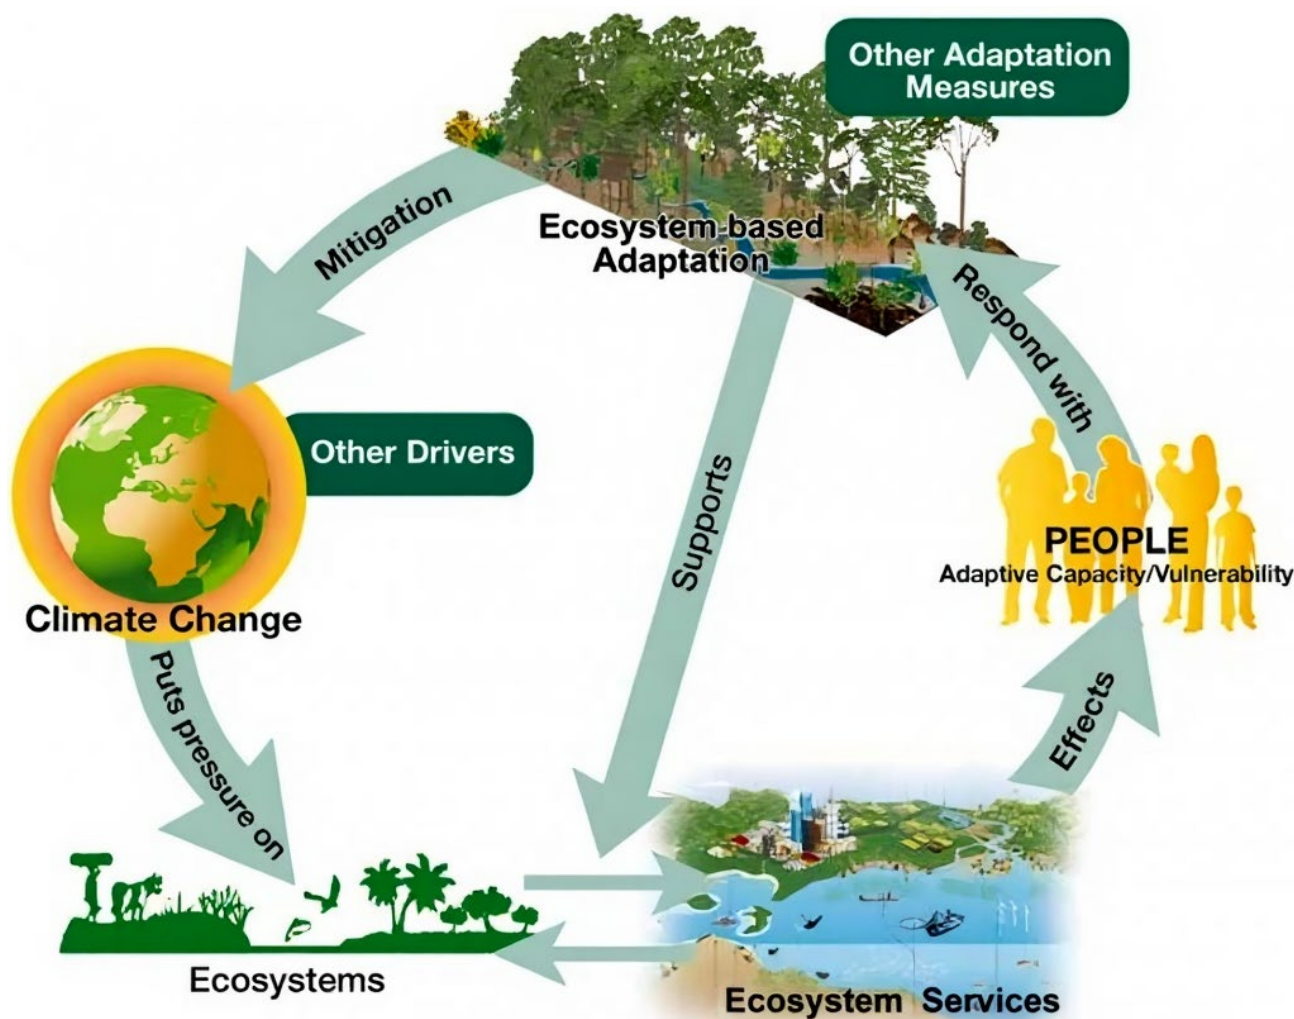 Other Adaptation
Measures
Mitigation
Ecosystem-based
Adaptation
Respond with
Other Drivers
Supports
PEOPLE
Adaptive Capacity/Vulnerability
Climate Change
Puts pressure on
Effects
Ecosystems
Ecosystem Services